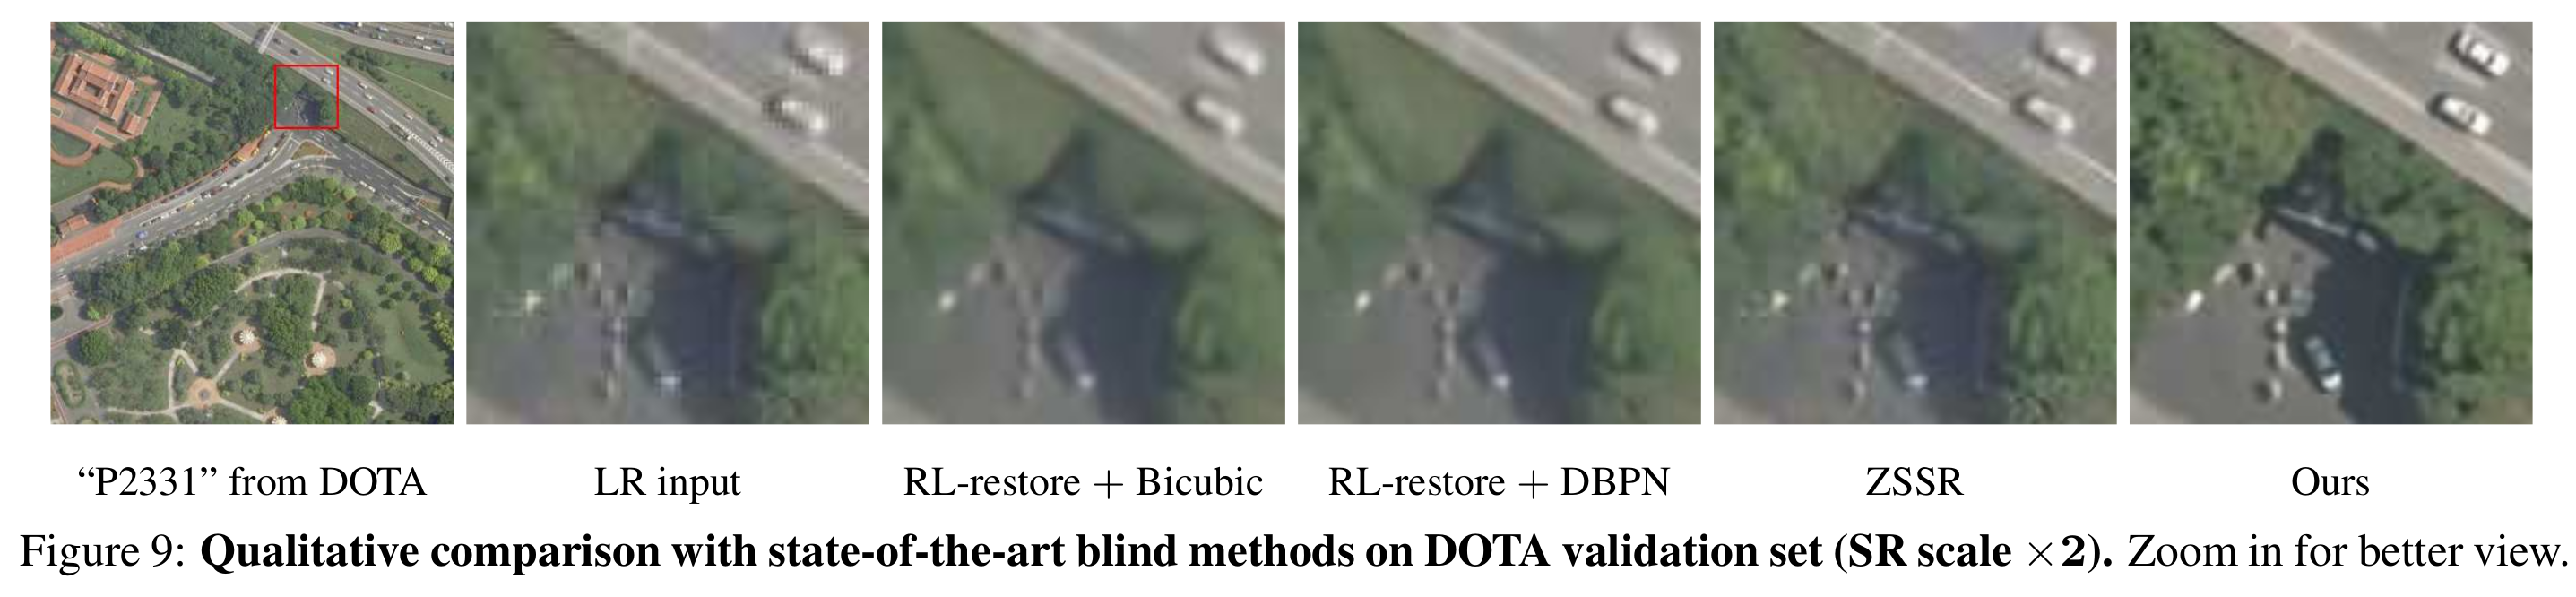 “P2331” from DOTA
LR input
RL-restore + Bicubic
RL-restore + DBPN
ZSSR
Ours
Figure 9: Qualitative comparison with state-of-the-art blind methods on DOTA validation set (SR scale ×2). Zoom in for better view.